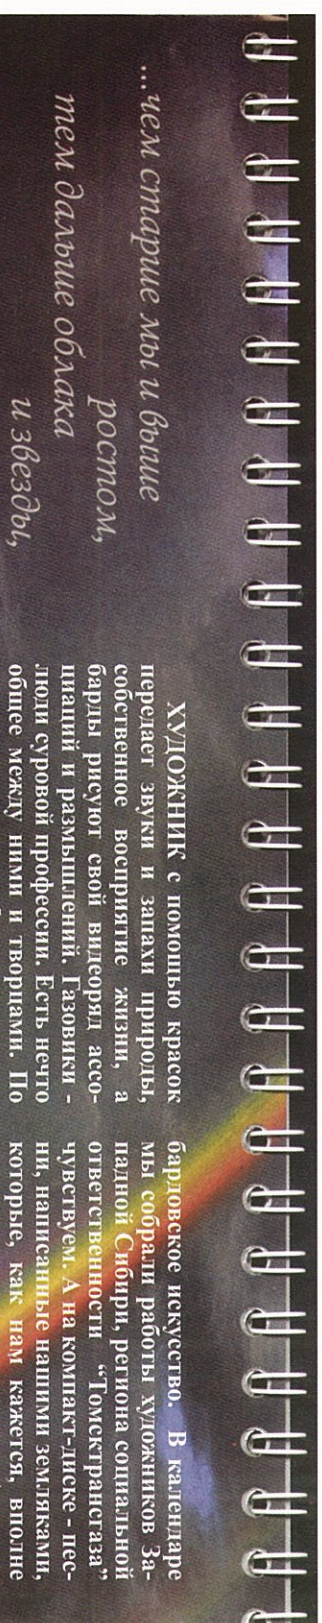 ...чем старше мы и выше
ростом,
тем дальше облака
и звезды,
ХУДОЖНИК с помощью красок
передает звуки и запахи природы,
собственное восприятие жизни, а
барды рисуют свой видеоряд ассо-
циаций и размышлений. Газовики -
люди суровой профессии. Есть нечто
общее между ними и творцами. По
бардовское искусство. В календаре
мы собрали работы художников За-
падной Сибири, региона социальной
ответственности “Томсктрансгаза”
чувствуем. А на компакт-диске - пес-
ни, написанные нашими земляками,
которые, как нам кажется, вполне